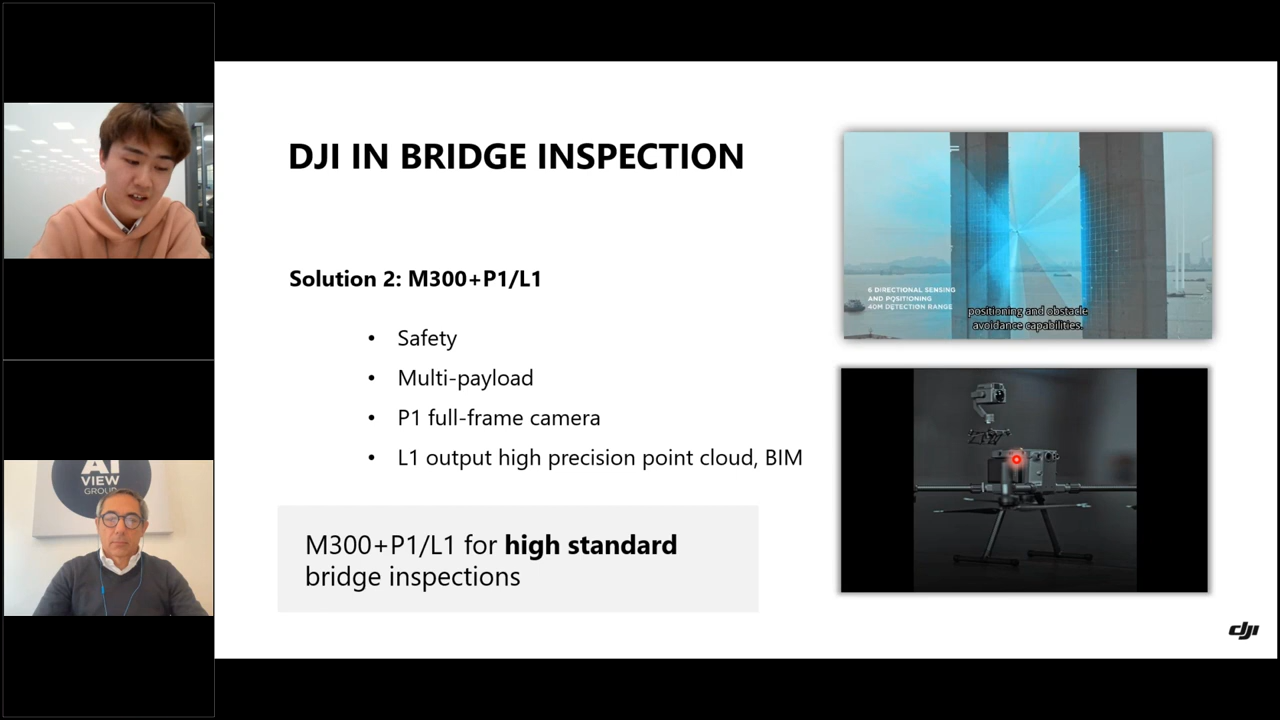 DJI IN BRIDGE INSPECTION
Solution 2: M300+P1/L1
• Safety
• Multi-payload
• P1 full-frame camera
• L1 output high precision point cloud, BIM
M300+P1/L1 for high standard
bridge inspections
6 DIRECTIONAL SENSING
AND POSITIONING
40M DETECTION RANGE
positioning and obstacle
avoidance capabilities.
dji
AI
VIEW
GROUP